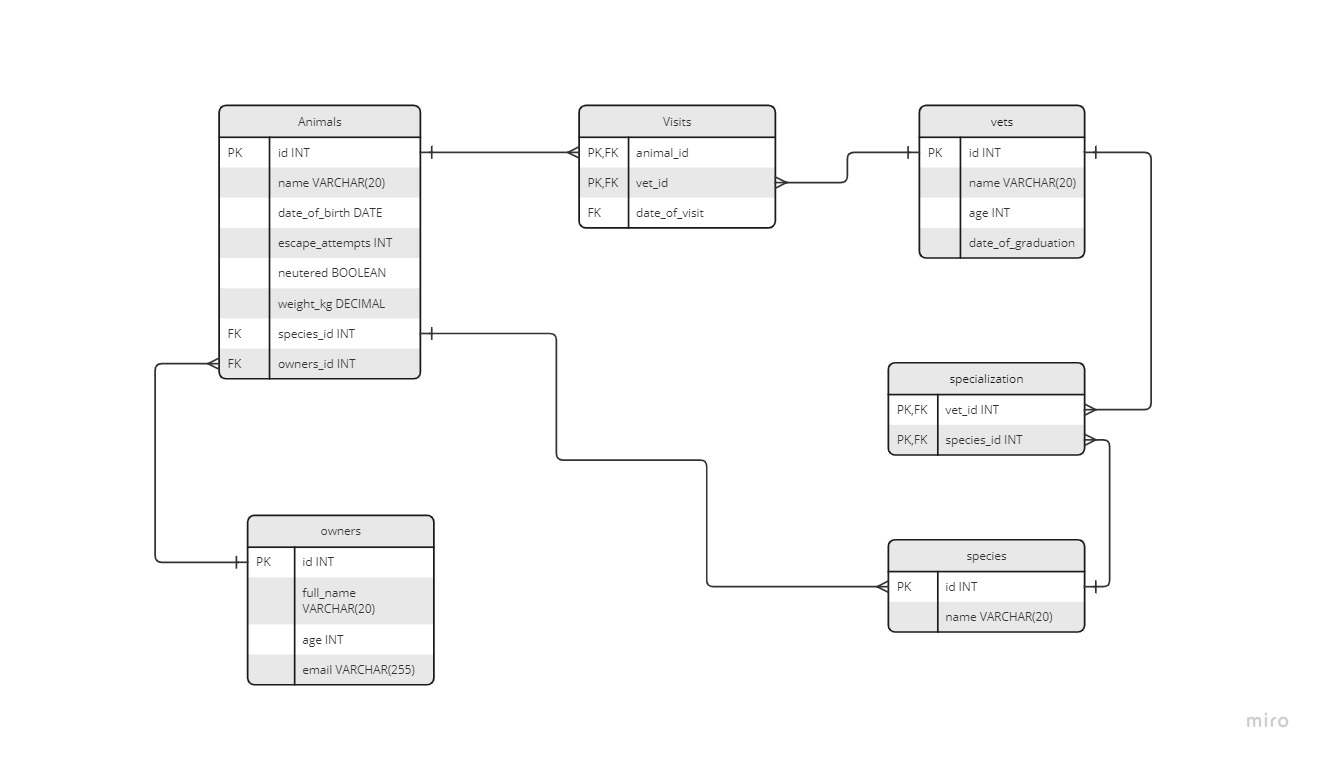 Animals
PK id INT
name VARCHAR(20)
date_of_birth DATE
escape_attempts INT
neutered BOOLEAN
weight_kg DECIMAL
FK species_id INT
FK owners_id INT
Visits
PK,FK animal_id
PK,FK vet_id
FK date_of_visit
vets
PK id INT
name VARCHAR(20)
age INT
date_of_graduation
specialization
PK,FK vet_id INT
PK,FK species_id INT
owners
PK id INT
full_name
VARCHAR(20)
age INT
email VARCHAR(255)
species
PK id INT
name VARCHAR(20)
miro